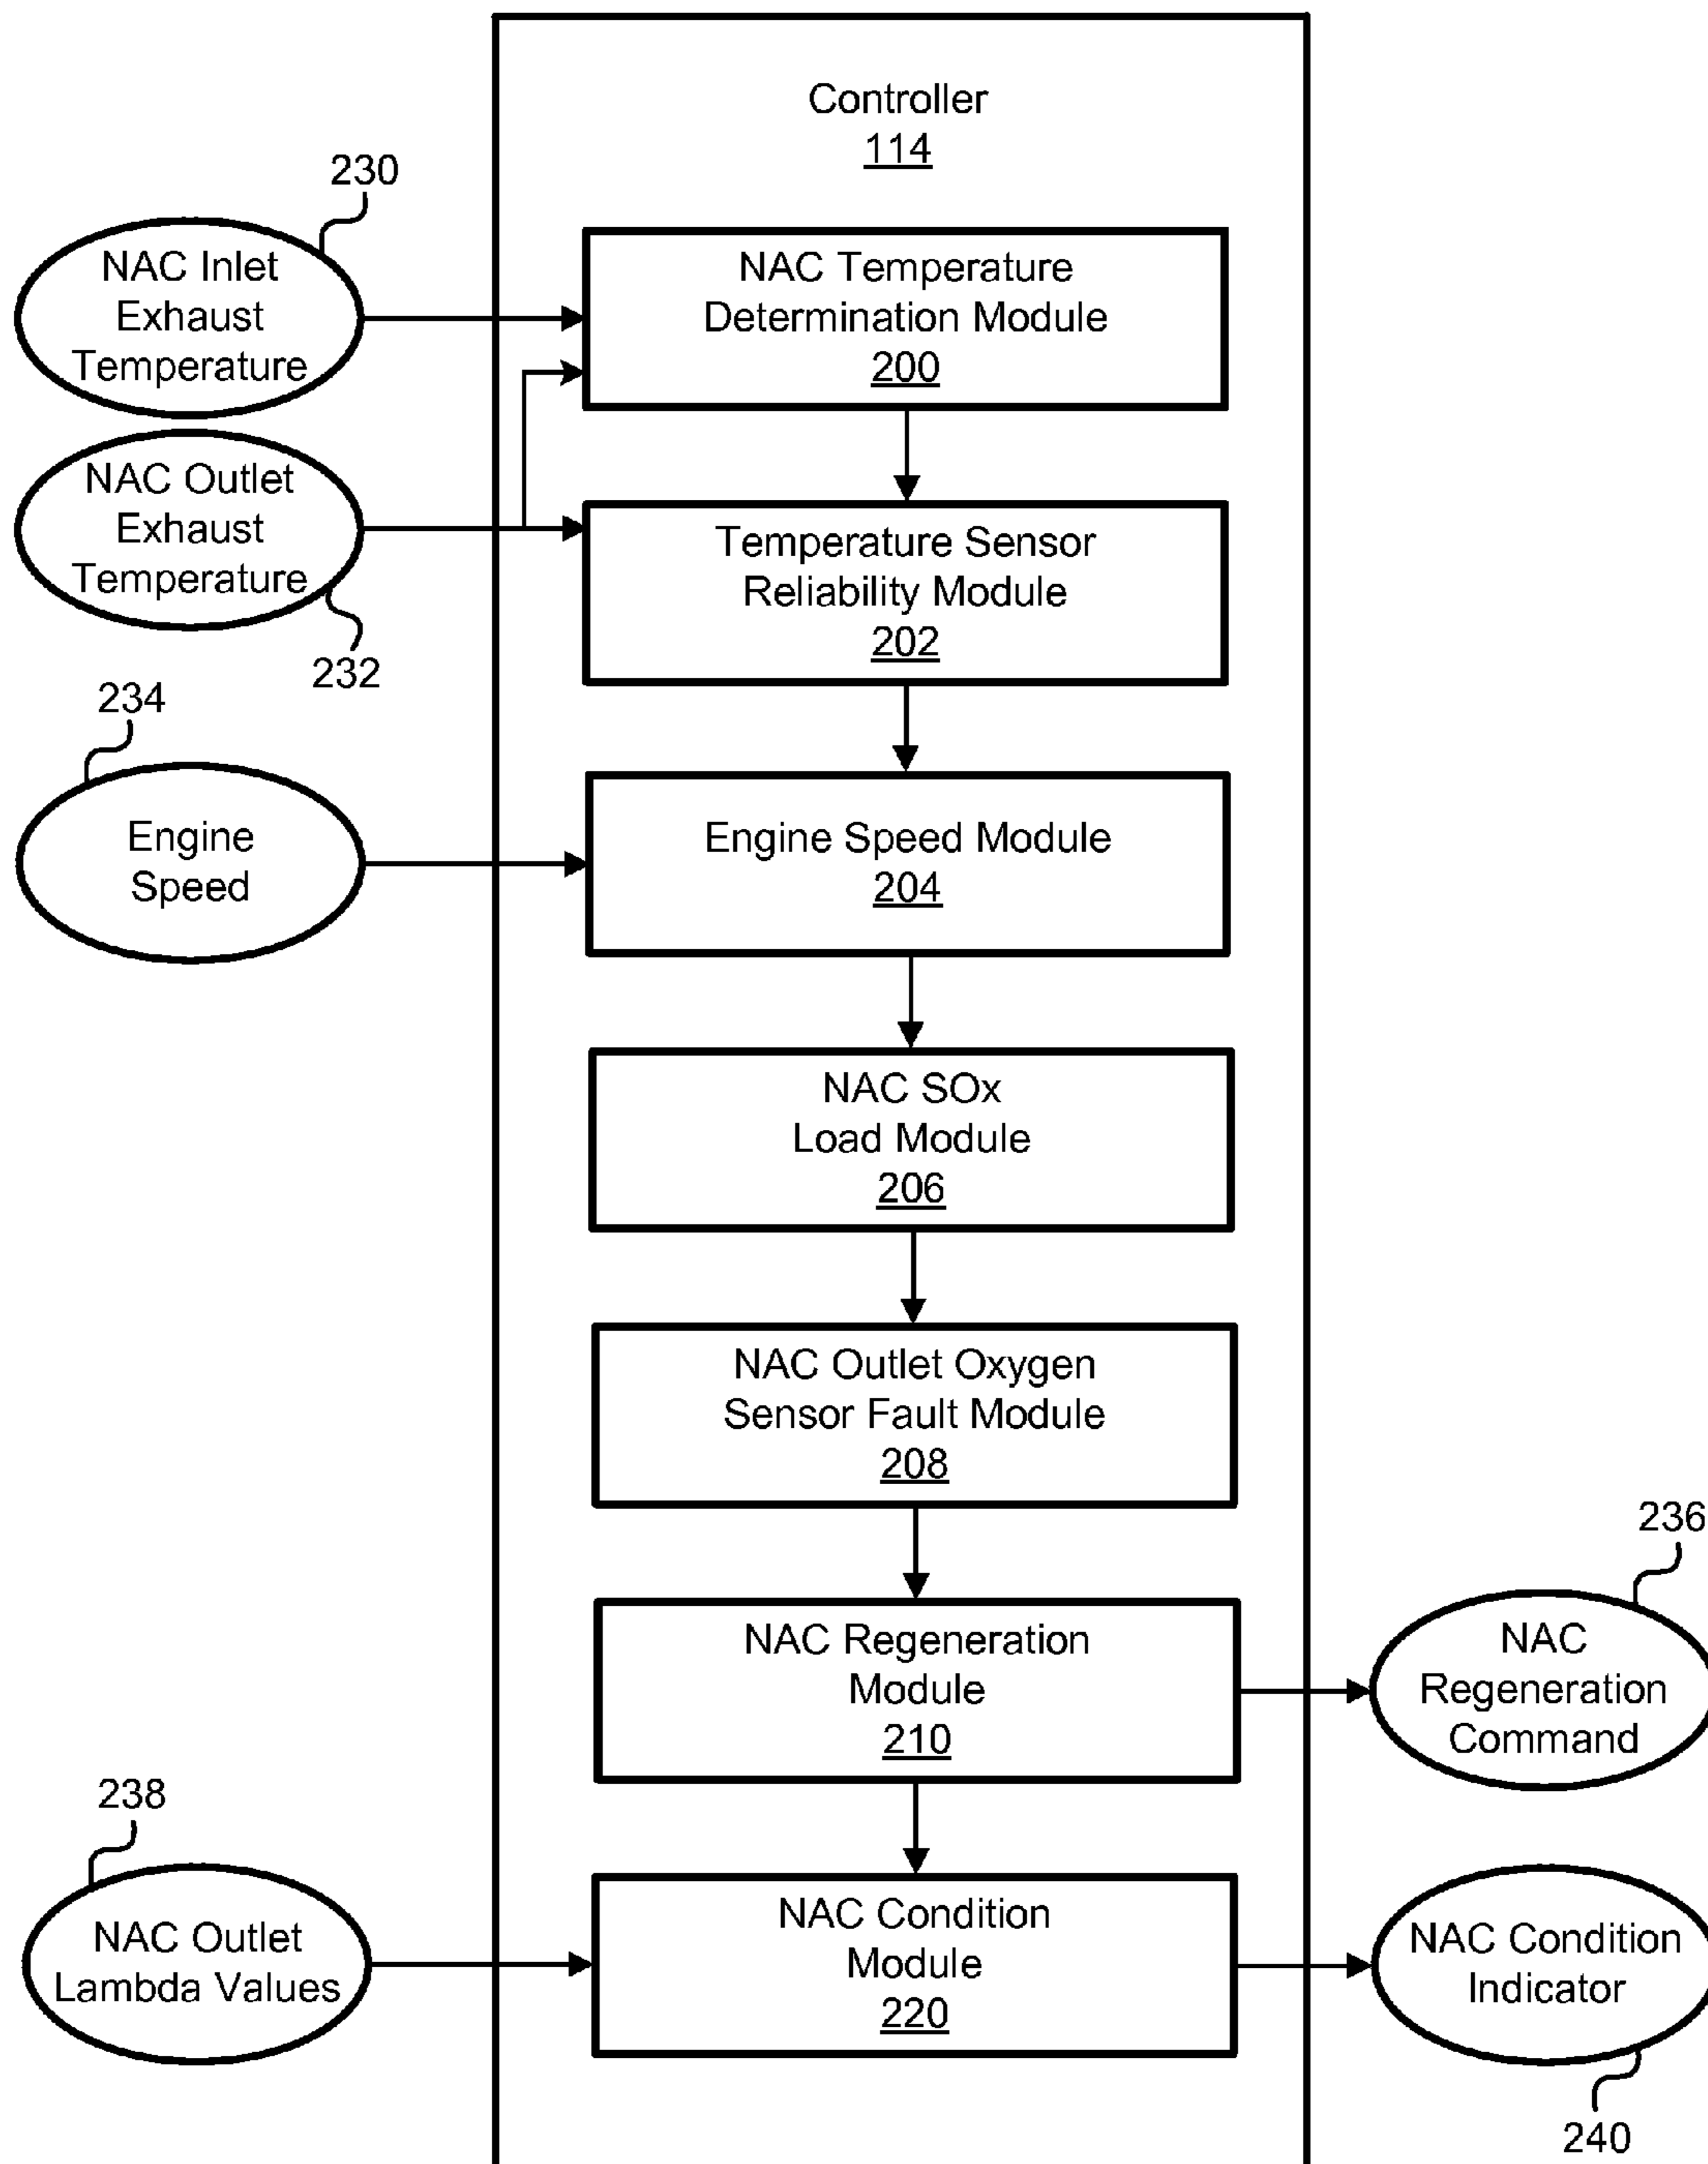 Controller
114
230
NAC Inlet
Exhaust
Temperature
NAC Temperature
Determination Module
200
NAC Outlet
Exhaust
Temperature
232
Temperature Sensor
Reliability Module
202
234
Engine
Speed
Engine Speed Module
204
NAC SOx
Load Module
206
NAC Outlet Oxygen
Sensor Fault Module
208
NAC Regeneration
Module
210
236
NAC
Regeneration
Command
238
NAC Outlet
Lambda Values
NAC Condition
Module
220
NAC Condition
Indicator
240